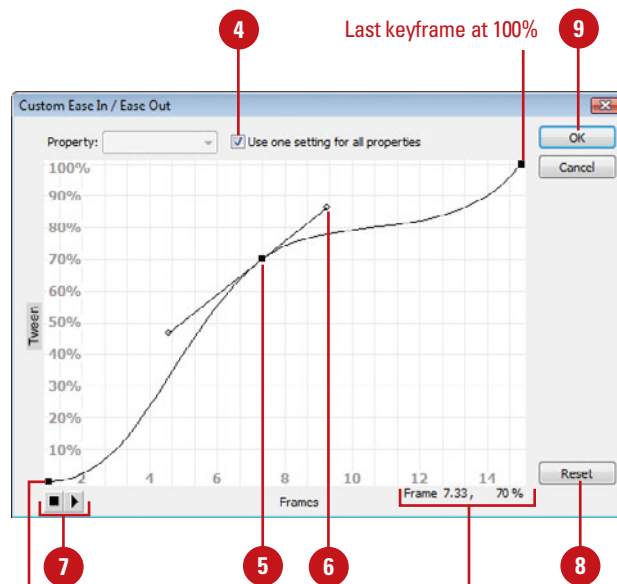 4
Last keyframe at 100%
9
Custom Ease In / Ease Out
Property:
Use one setting for all properties
OK
Cancel
100%
90%
80%
70%
60%
50%
40%
30%
20%
10%
Tween
2 4 6 8 10 12 14
Frames
Frame 7.33, 70 %
Reset
7
5
6
8